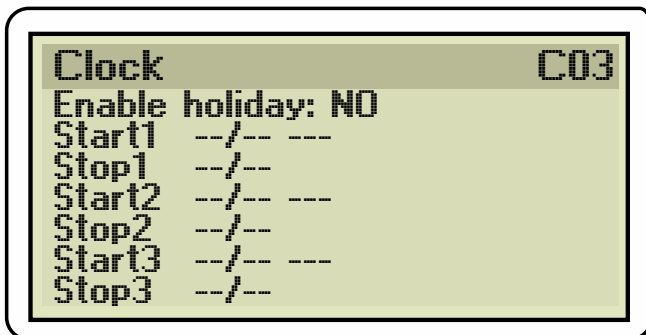 Clock C03
Enable holiday: NO
Start1 --/-- ---
Stop1 --/--
Start2 --/-- ---
Stop2 --/--
Start3 --/-- ---
Stop3 --/--